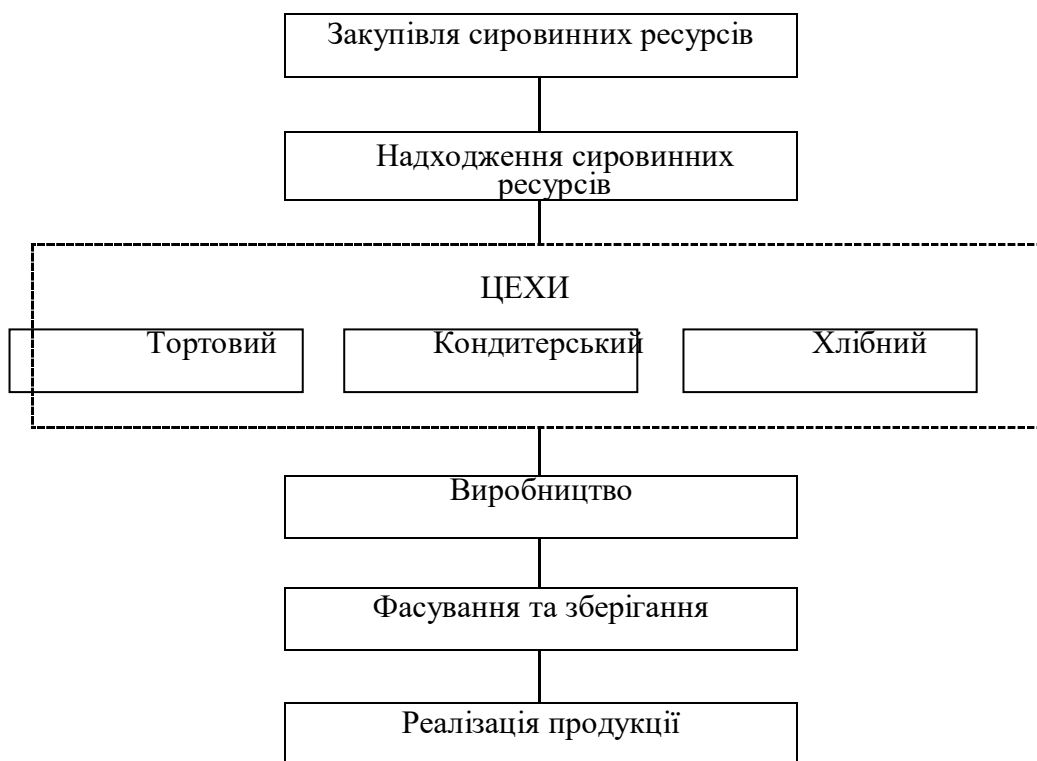 Закупівля сировинних ресурсів
Надходження сировинних
ресурсів
ЦЕХИ
Тортовий Кондитерський Хлібний
Виробництво
Фасування та зберігання
Реалізація продукції